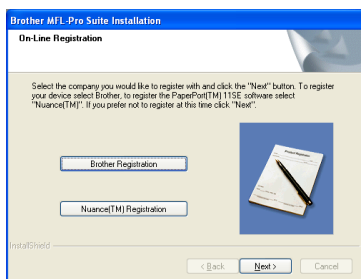 Brother MFL-Pro Suite Installation
On-Line Registration
Select the company you would like to register with and click the "Next" button. To register
your device select Brother, to register the PaperPort(TM) 11SE software select
"Nuance(TM)". If you prefer not to register at this time click "Next".
Brother Registration
Nuance(TM) Registration
InstallShield
< Back
Next >
Cancel